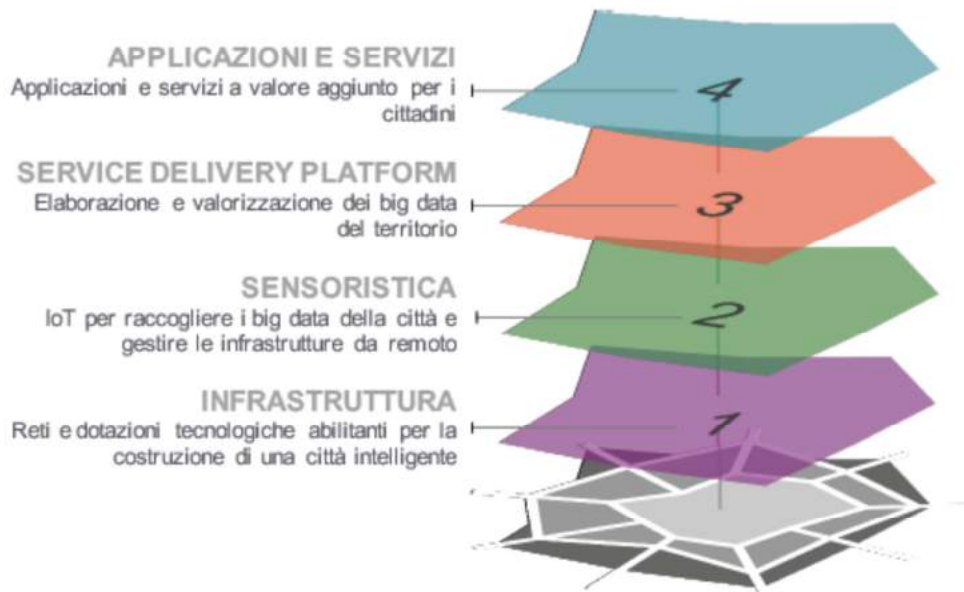 APPLICAZIONI E SERVIZI
Applicazioni e servizi a valore aggiunto per i
cittadini
4
SERVICE DELIVERY PLATFORM
Elaborazione e valorizzazione dei big data
del territorio
3
SENSORISTICA
IoT per raccogliere i big data della città e
gestire le infrastrutture da remoto
2
INFRASTRUTTURA
Reti e dotazioni tecnologiche abilitanti per la
costruzione di una città intelligente
1